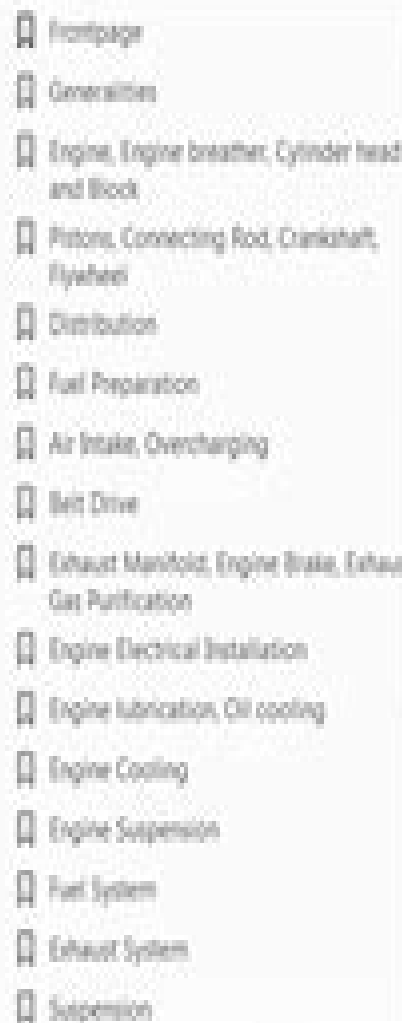 Frontpage
Generalities
Engine, Engine breather, Cylinder head
and Block
Pistons, Connecting Rod, Crankshaft,
Flywheel
Distribution
Fuel Preparation
Air Intake, Overcharging
Belt Drive
Exhaust Manifold, Engine Brake, Exhaus
Gas Purification
Engine Electrical Installation
Engine lubrication, Oil cooling
Engine Cooling
Engine Suspension
Fuel System
Exhaust System
Suspension